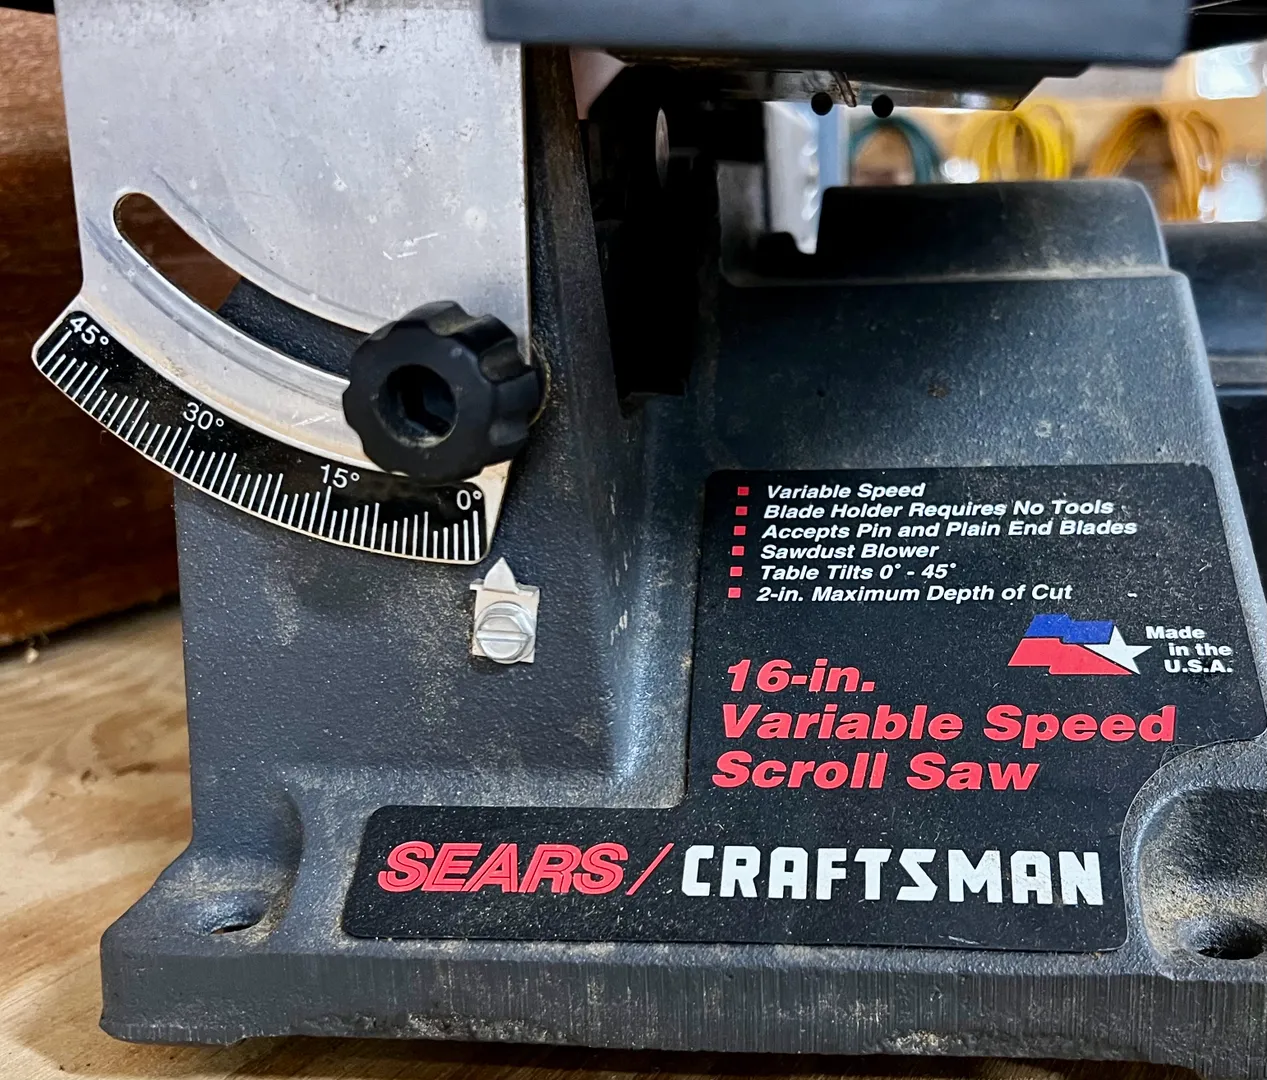 45°
30°
15°
0°
Variable Speed
Blade Holder Requires No Tools
Accepts Pin and Plain End Blades
Sawdust Blower
Table Tilts 0° - 45°
2-in. Maximum Depth of Cut
Made
in the
U.S.A.
16-in.
Variable Speed
Scroll Saw
SEARS / CRAFTSMAN